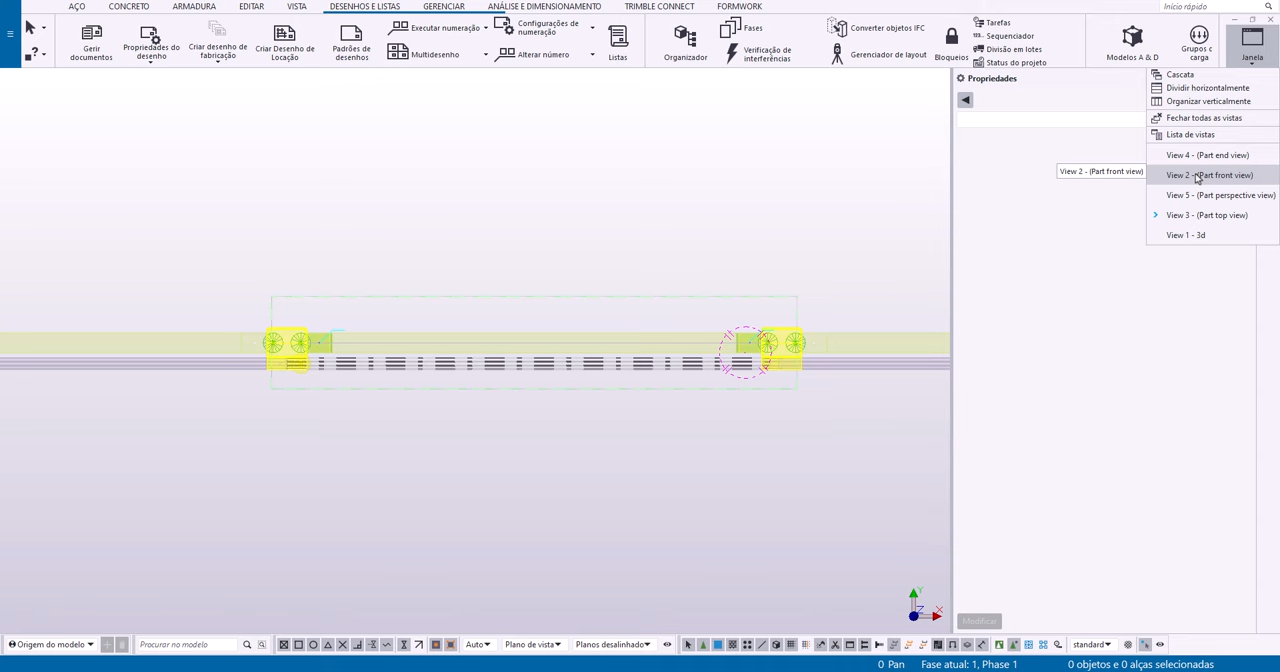 AÇO CONCRETO ARMADURA EDITAR VISTA DESENHOS E LISTAS GERENCIAR ANÁLISE E DIMENSIONAMENTO TRIMBLE CONNECT FORMWORK Início rápido
Gerir documentos
Propriedades do desenho
Criar desenho de fabricação
Criar Desenho de Locação
Padrões de desenhos
Executar numeração
Multidesenho
Configurações de numeração
Alterar número
Listas
Organizador
Fases
Verificação de interferências
Converter objetos IFC
Gerenciador de layout
Bloqueios
Tarefas
Sequenciador
Divisão em lotes
Status do projeto
Modelos A & D
Grupos c carga
Janela
Propriedades
Cascata
Dividir horizontalmente
Organizar verticalmente
Fechar todas as vistas
Lista de vistas
View 4 - (Part end view)
View 2 - (Part front view)
View 2 - (Part front view)
View 5 - (Part perspective view)
View 3 - (Part top view)
View 1 - 3d
Y
Z
X
Modificar
Origem do modelo Procurar no modelo Auto Plano de vista Planos desalinhado standard
0 Pan Fase atual: 1, Phase 1 0 objetos e 0 alças selecionadas